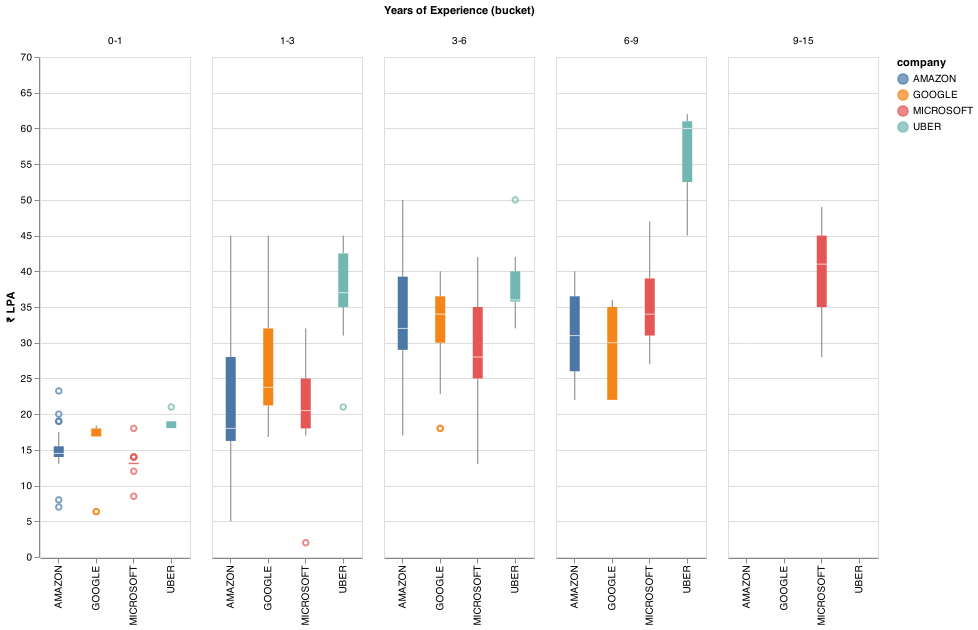 Years of Experience (bucket)
0-1 1-3 3-6 6-9 9-15
company
AMAZON
GOOGLE
MICROSOFT
UBER
₹ LPA
70
65
60
55
50
45
40
35
30
25
20
15
10
5
0
AMAZON GOOGLE MICROSOFT UBER AMAZON GOOGLE MICROSOFT UBER AMAZON GOOGLE MICROSOFT UBER AMAZON GOOGLE MICROSOFT UBER AMAZON GOOGLE MICROSOFT UBER